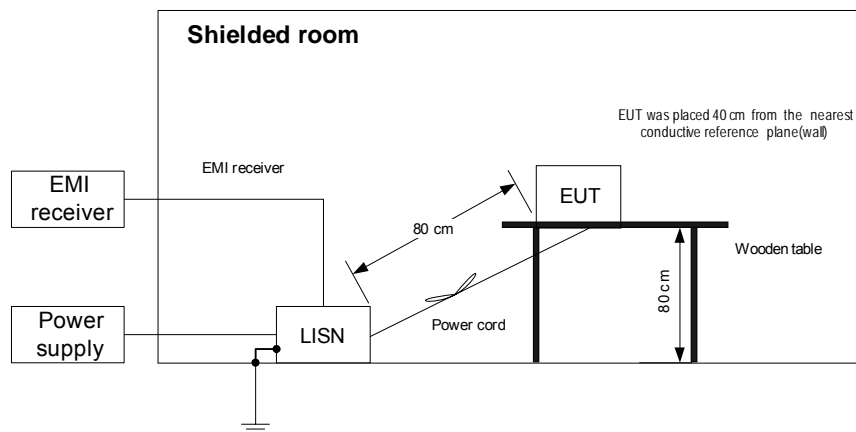 Shielded room
EUT was placed 40 cm from the nearest
conductive reference plane(wall)
EMI receiver
EMI
receiver
EUT
80 cm
Wooden table
80 cm
Power
supply
LISN
Power cord